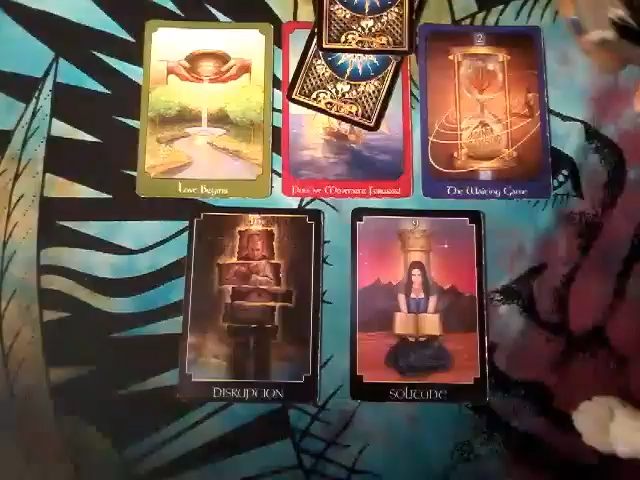 Love Begins
Positive Movement Forward
2
The Waiting Game
DISRUPTION
9
SOLITUDE